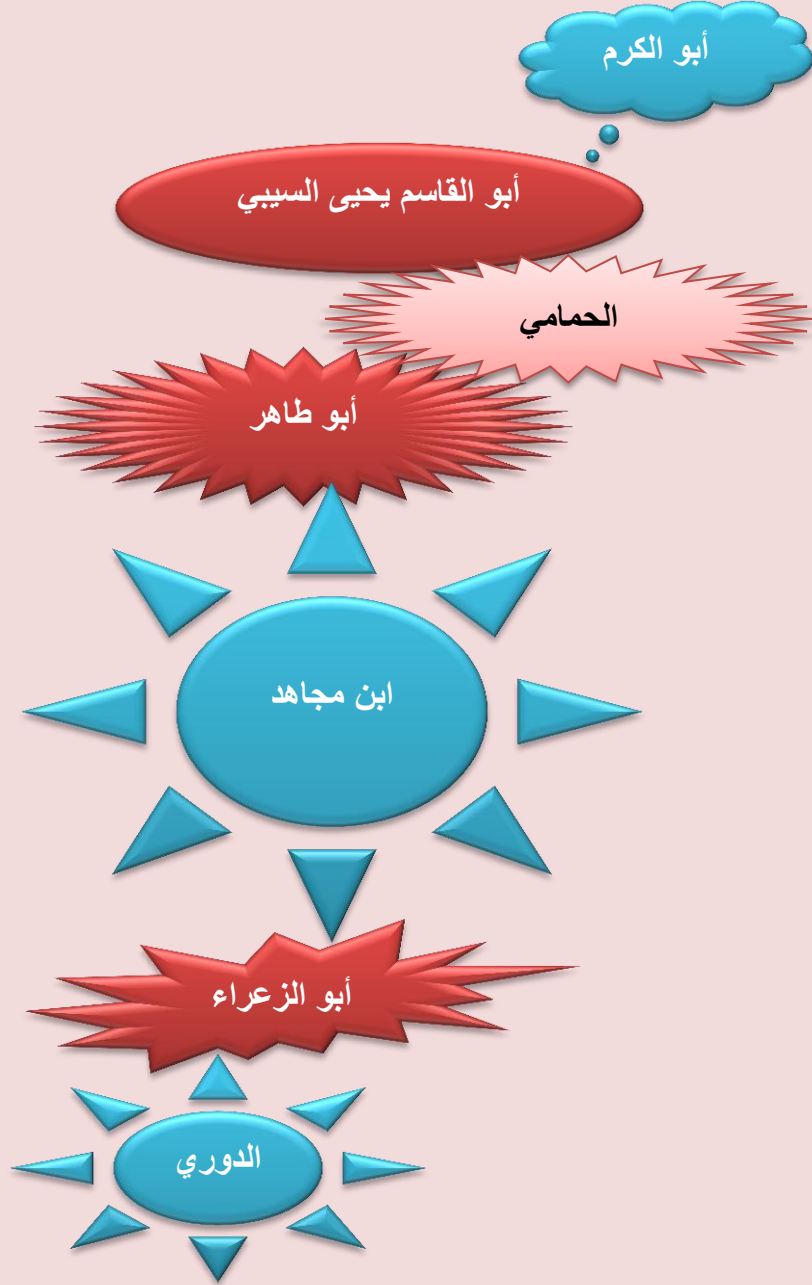 أبو الكرم
أبو القاسم يحيى السيبي
الحمامي
أبو طاهر
ابن مجاهد
أبو الزعراء
الدوري